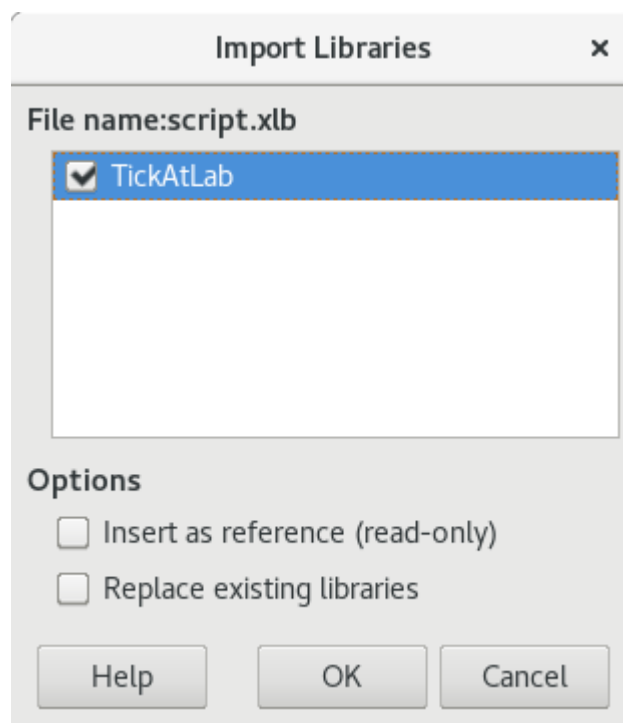 Import Libraries ×
File name:script.xlb
TickAtLab
Options
Insert as reference (read-only)
Replace existing libraries
Help OK Cancel